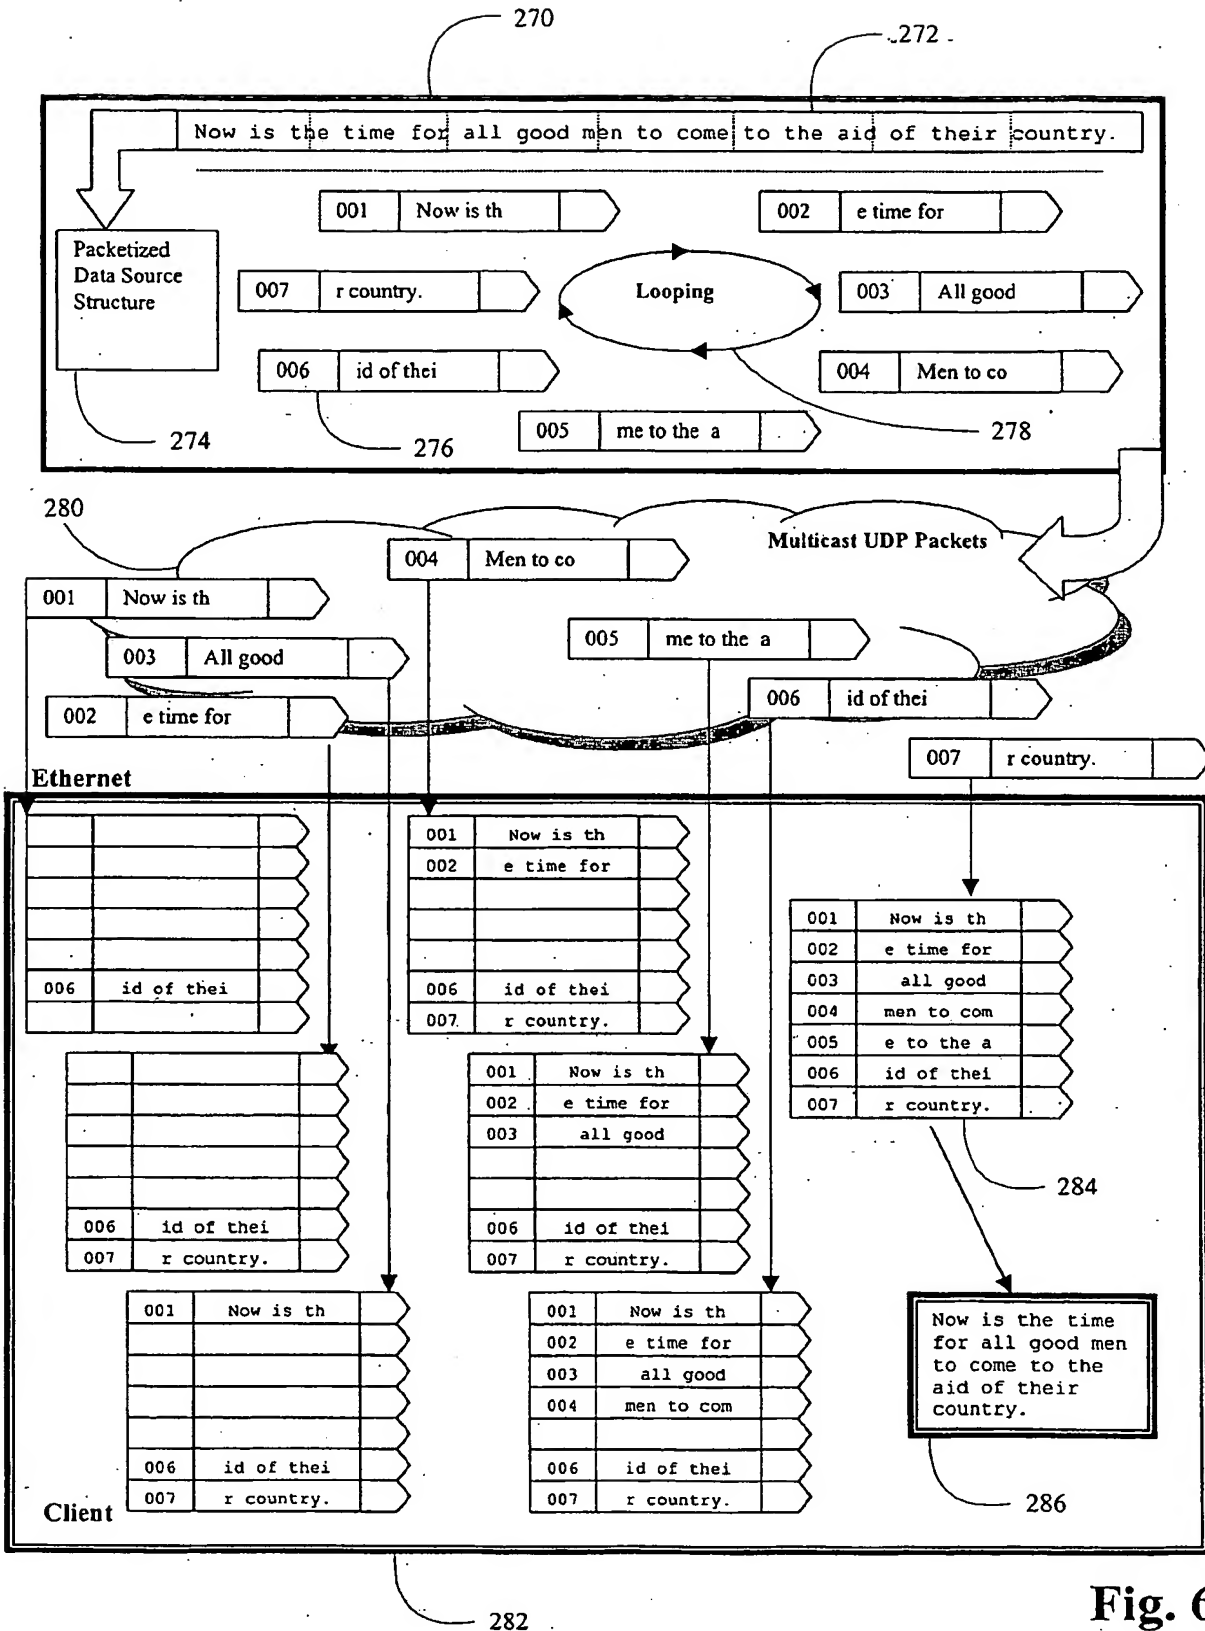 270
272
Now is the time for all good men to come to the aid of their country.
001 Now is th
002 e time for
Packetized
Data Source
Structure
007 r country.
Looping
003 All good
006 id of thei
004 Men to co
274
276
005 me to the a
278
280
004 Men to co
Multicast UDP Packets
001 Now is th
005 me to the a
003 All good
006 id of thei
002 e time for
007 r country.
Ethernet
006 id of thei
001 Now is th
002 e time for
006 id of thei
007. r country.
001 Now is th
002 e time for
003 all good
004 men to com
005 e to the a
006 id of thei
007 r country.
284
006 id of thei
007 r country.
001 Now is th
002 e time for
003 all good
006 id of thei
007 r country.
001 Now is th
006 id of thei
007 r country.
001 Now is th
002 e time for
003 all good
004 men to com
006 id of thei
007 r country.
Now is the time
for all good men
to come to the
aid of their
country.
286
Client
282
Fig. 6